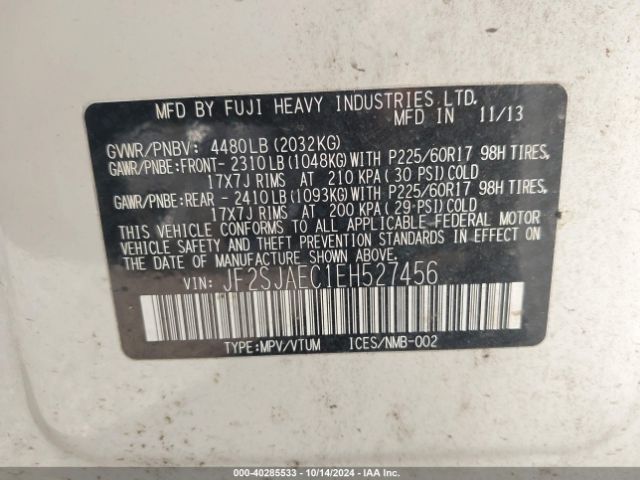 MFD BY FUJI HEAVY INDUSTRIES LTD.
MFD IN 11/13
GVWR/PNBV: 4480LB (2032KG)
GAWR/PNBE:FRONT- 2310LB(1048KG)WITH P225/60R17 98H TIRES,
17X7J RIMS AT 210 KPA( 30 PSI)COLD
GAWR/PNBE:REAR - 2410LB(1093KG)WITH P225/60R17 98H TIRES,
17X7J RIMS AT 200 KPA(29-PSI)COLD
THIS VEHICLE CONFORMS TO ALL APPLICABLE FEDERAL MOTOR
VEHICLE SAFETY AND THEFT PREVENTION STANDARDS IN EFFECT ON
THE DATE OF MANUFACTURE SHOWN ABOVE.
VIN: JF2SJAEC1EH527456
TYPE:MPV/VTUM ICES/NMB-002
000-40285533 - 10/14/2024 - IAA Inc.